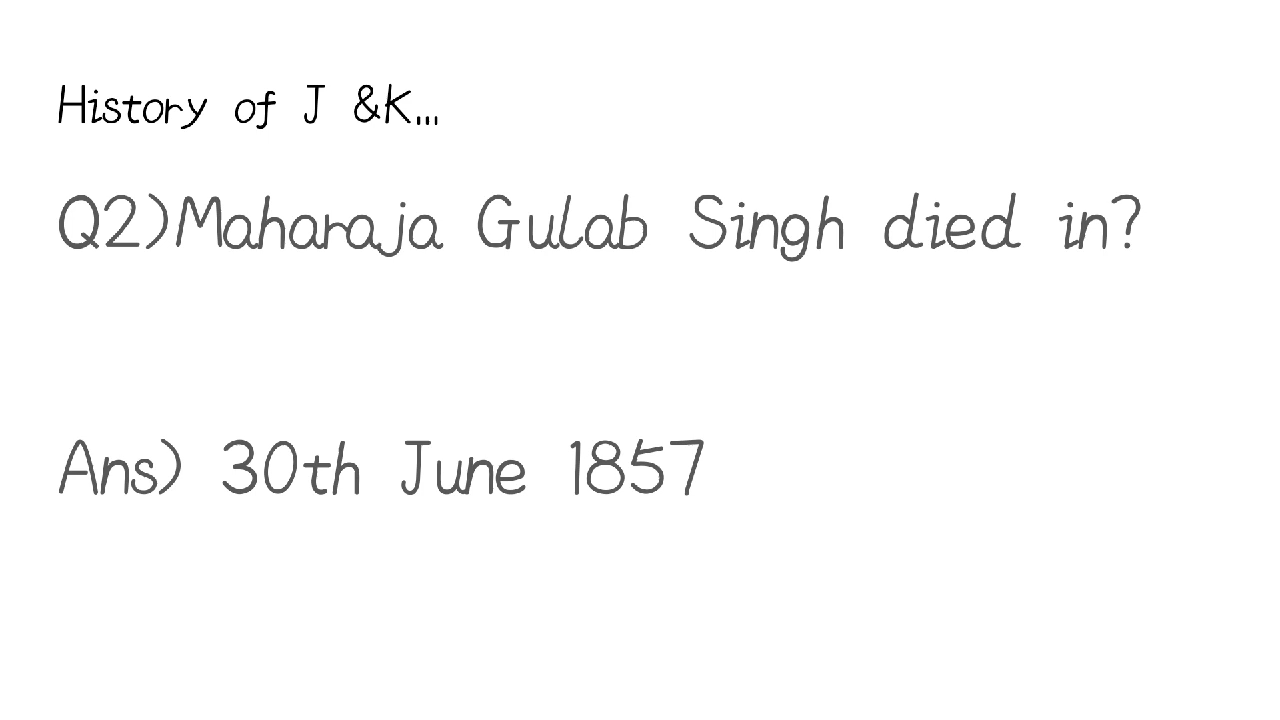 History of J &K...
Q2)Maharaja Gulab Singh died in?
Ans) 30th June 1857